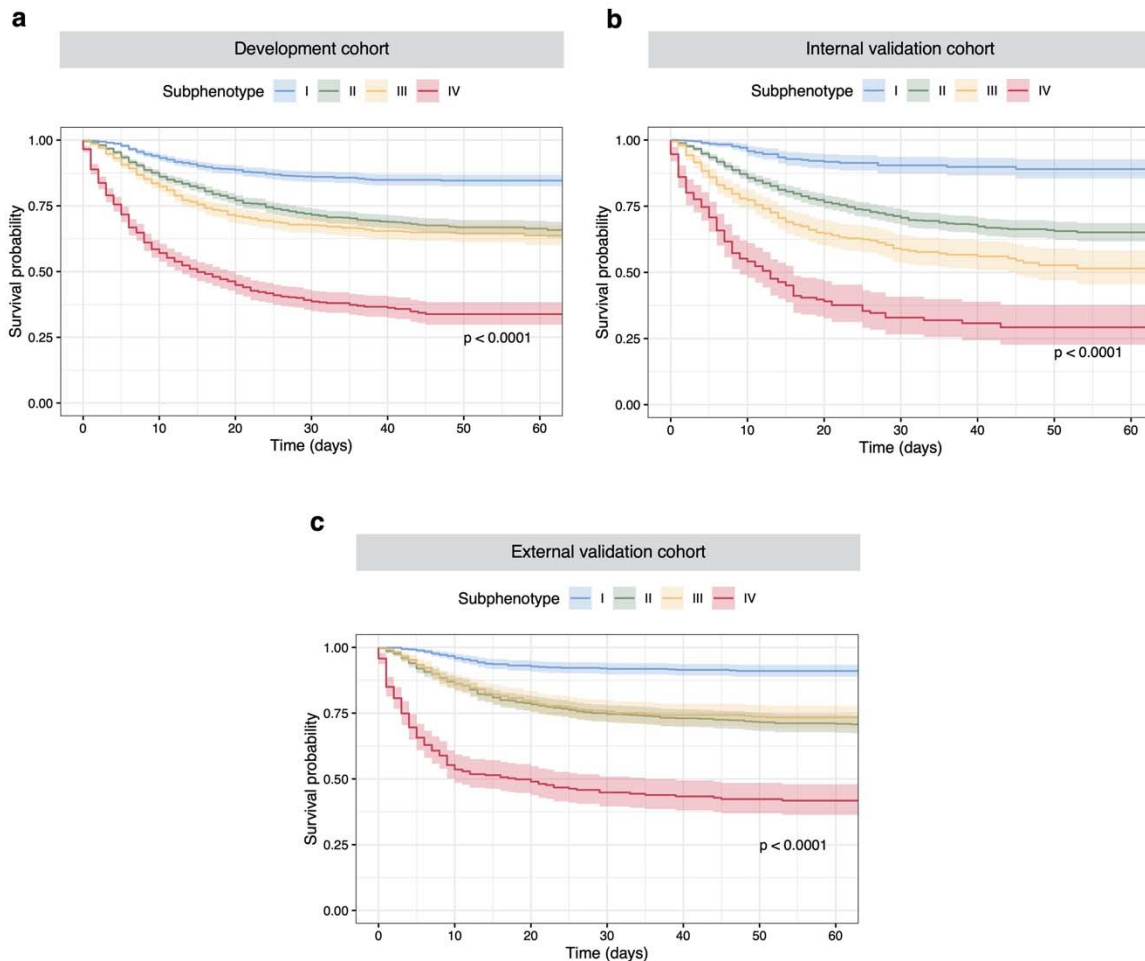 a
Development cohort
Subphenotype I II III IV
Survival probability
1.00
0.75
0.50
0.25
0.00
p < 0.0001
0 10 20 30 40 50 60
Time (days)
b
Internal validation cohort
Subphenotype I II III IV
Survival probability
1.00
0.75
0.50
0.25
0.00
p < 0.0001
0 10 20 30 40 50 60
Time (days)
c
External validation cohort
Subphenotype I II III IV
Survival probability
1.00
0.75
0.50
0.25
0.00
p < 0.0001
0 10 20 30 40 50 60
Time (days)